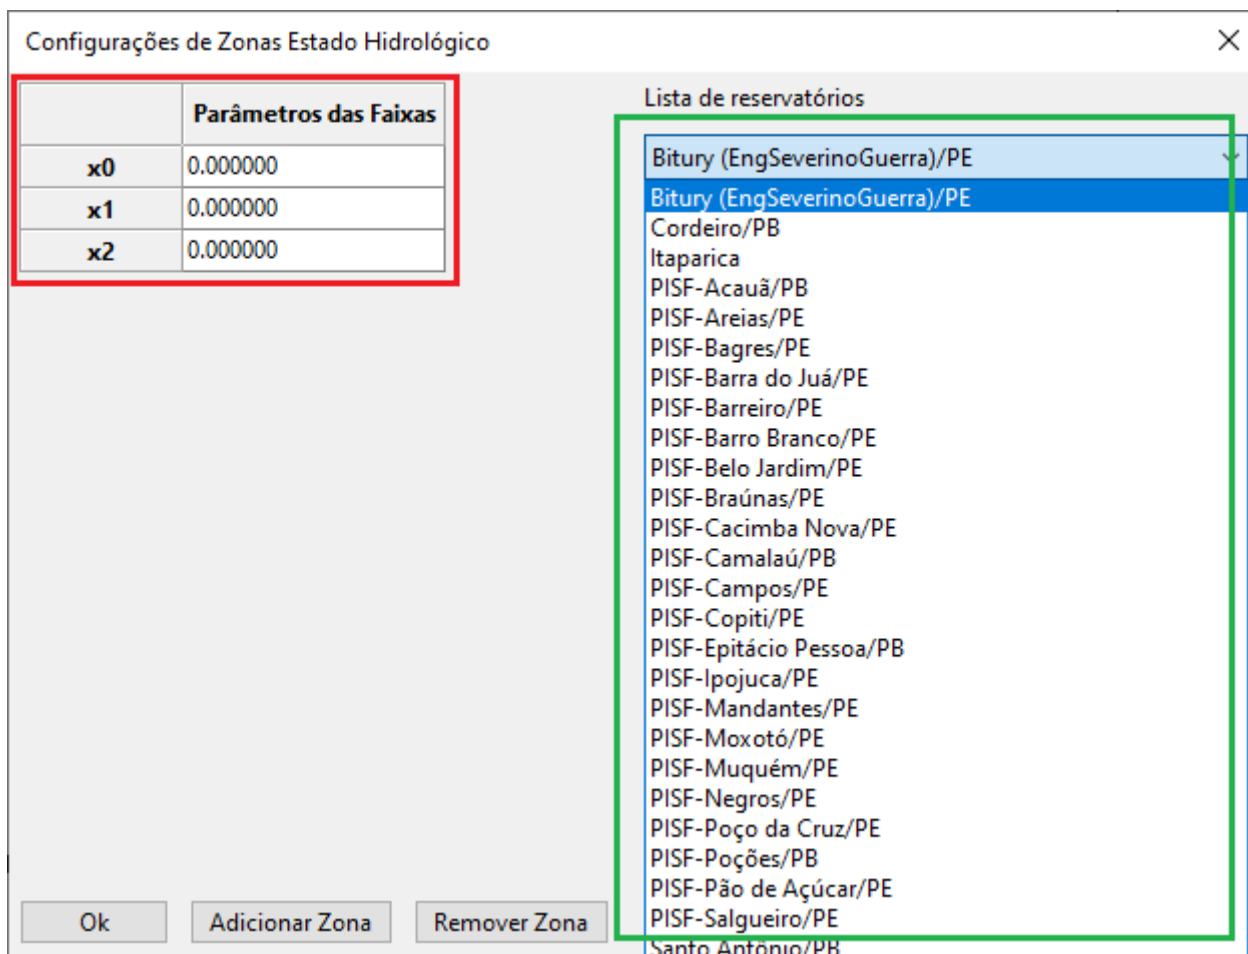 Configurações de Zonas Estado Hidrológico
Parâmetros das Faixas
x0 0.000000
x1 0.000000
x2 0.000000
Lista de reservatórios
Bitury (EngSeverinoGuerra)/PE
Bitury (EngSeverinoGuerra)/PE
Cordeiro/PB
Itaparica
PISF-Acauã/PB
PISF-Areias/PE
PISF-Bagres/PE
PISF-Barra do Juá/PE
PISF-Barreiro/PE
PISF-Barro Branco/PE
PISF-Belo Jardim/PE
PISF-Braúnas/PE
PISF-Cacimba Nova/PE
PISF-Camalaú/PB
PISF-Campos/PE
PISF-Copiti/PE
PISF-Epitácio Pessoa/PB
PISF-Ipojuca/PE
PISF-Mandantes/PE
PISF-Moxotó/PE
PISF-Muquém/PE
PISF-Negros/PE
PISF-Poço da Cruz/PE
PISF-Poções/PB
PISF-Pão de Açúcar/PE
PISF-Salgueiro/PE
Santo Antônio/PB
Ok
Adicionar Zona
Remover Zona